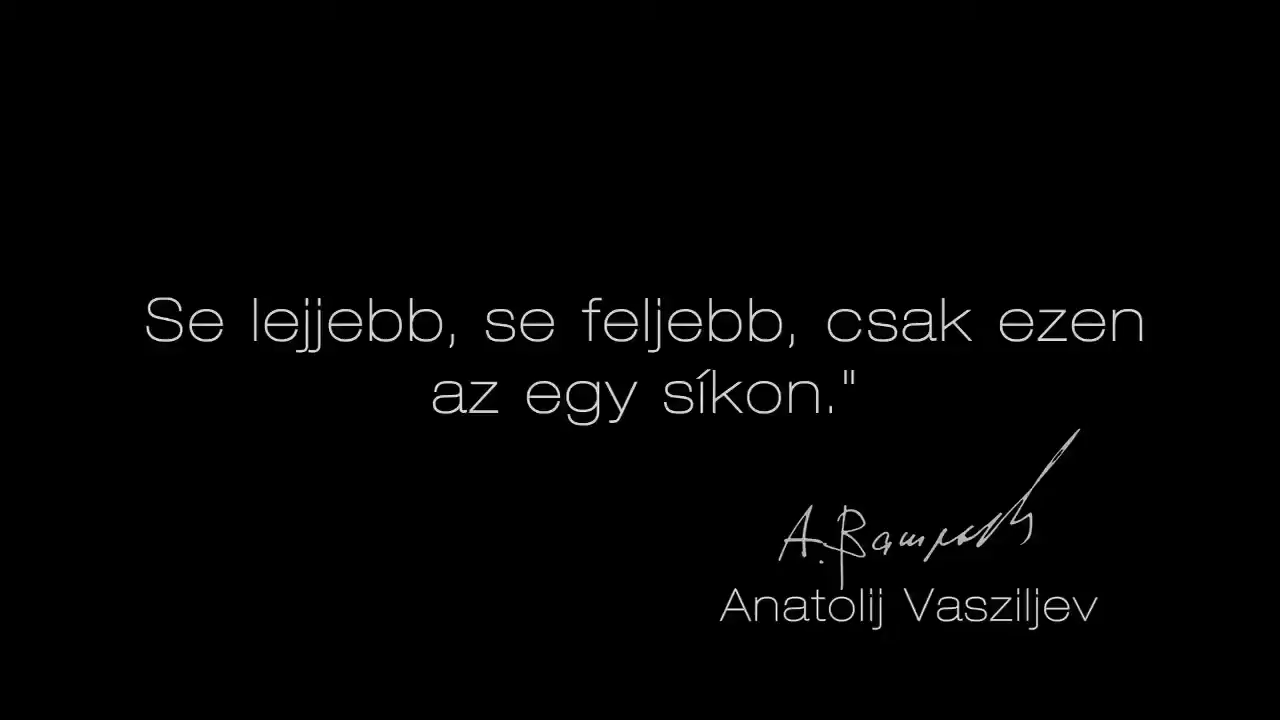 Se lejjebb, se feljebb, csak ezen
az egy síkon."
Anatolij Vasziljev